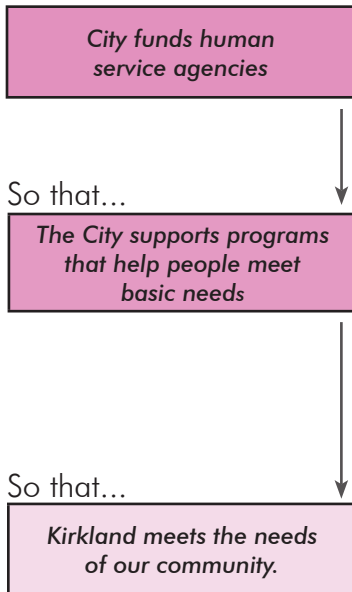 City funds human
service agencies
So that...
The City supports programs
that help people meet
basic needs
So that...
Kirkland meets the needs
of our community.